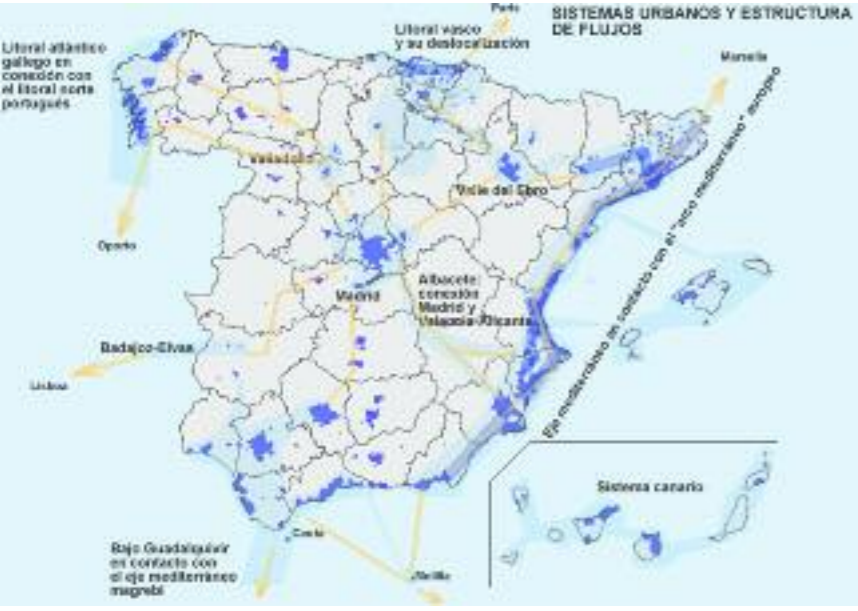 SISTEMAS URBANOS Y ESTRUCTURA
DE FLUJOS
Paris
Litoral vasco
y su deslocalización
Litoral atlántico
gallego en
conexión con
el litoral norte
portugués
Marsella
Valladolid
Valle del Ebro
Oporto
Madrid
Albacete
conexión
Madrid y
Valencia-Alicante
Badajoz-Elvas
Lisboa
Eje mediterráneo en contacto con el "arco mediterráneo" europeo
Sistema canario
Ceuta
Bajo Guadalquivir
en contacto con
el eje mediterráneo
magrebí
Melilla